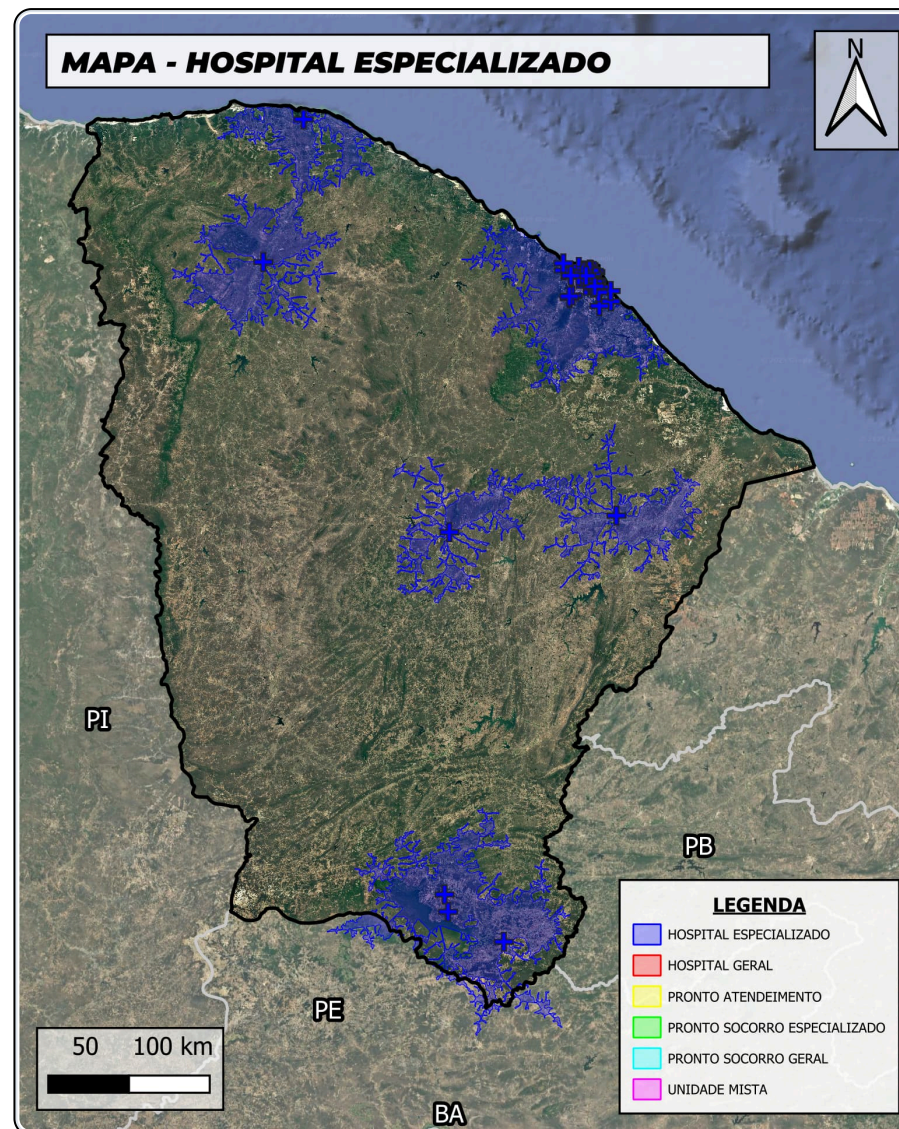 MAPA - HOSPITAL ESPECIALIZADO
N
PI
PB
PE
BA
50 100 km
LEGENDA
HOSPITAL ESPECIALIZADO
HOSPITAL GERAL
PRONTO ATENDEIMENTO
PRONTO SOCORRO ESPECIALIZADO
PRONTO SOCORRO GERAL
UNIDADE MISTA